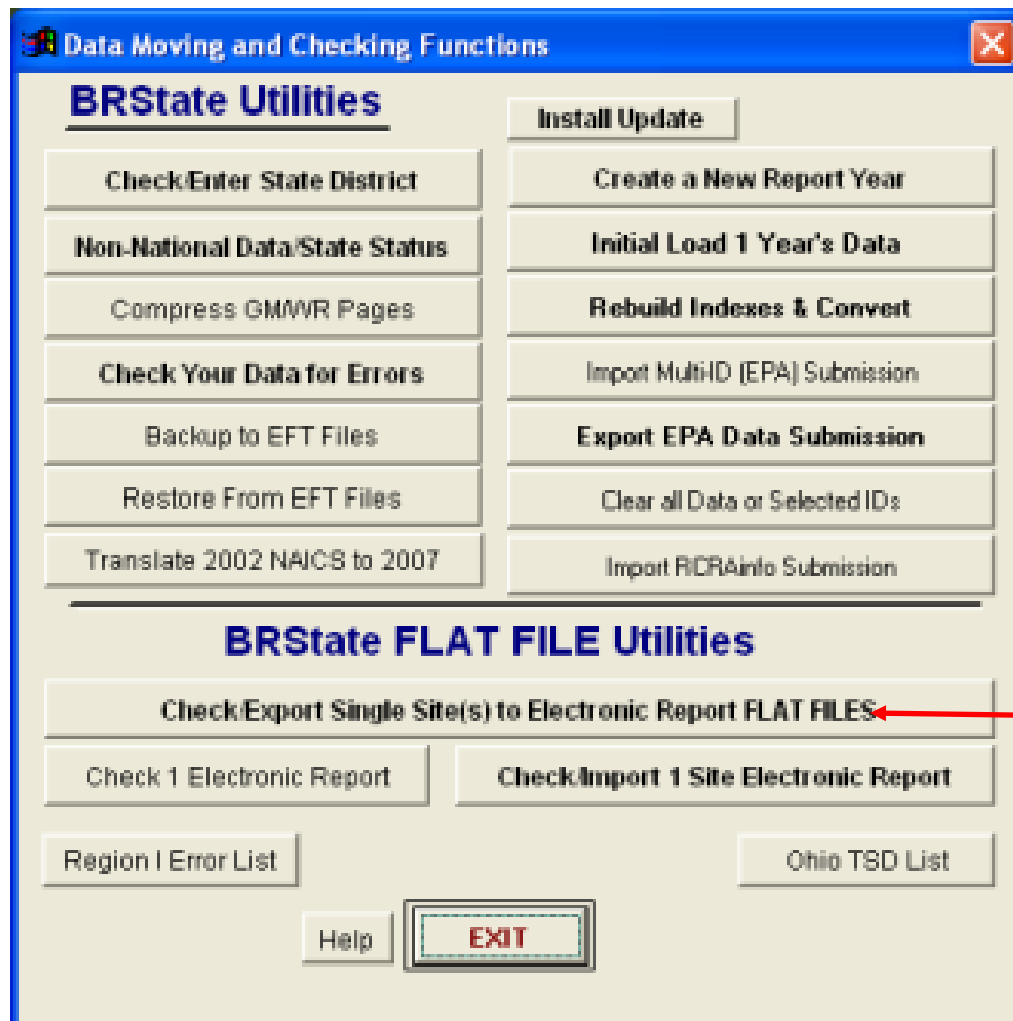 Data Moving and Checking Functions
BRState Utilities
Install Update
Check/Enter State District
Create a New Report Year
Non-National Data/State Status
Initial Load 1 Year's Data
Compress GM/WR Pages
Rebuild Indexes & Convert
Check Your Data for Errors
Import Multi-ID (EPA) Submission
Backup to EFT Files
Export EPA Data Submission
Restore From EFT Files
Clear all Data or Selected IDs
Translate 2002 NAICS to 2007
Import RCRAinfo Submission
BRState FLAT FILE Utilities
Check/Export Single Site(s) to Electronic Report FLAT FILES
Check 1 Electronic Report
Check/Import 1 Site Electronic Report
Region I Error List
Ohio TSD List
Help
EXIT